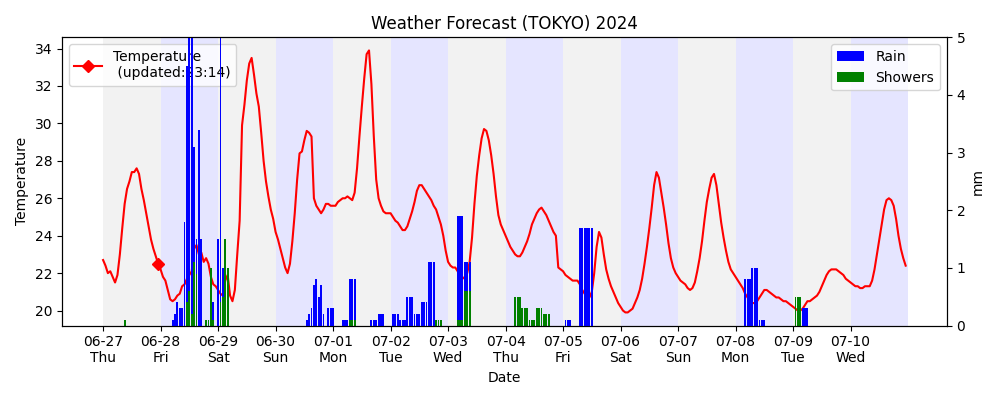 Weather Forecast (TOKYO) 2024
Temperature
(updated:23:14)
Rain
Showers
34
32
30
28
26
24
22
20
Temperature
5
4
3
2
1
0
mm
06-27 06-28 06-29 06-30 07-01 07-02 07-03 07-04 07-05 07-06 07-07 07-08 07-09 07-10
Thu Fri Sat Sun Mon Tue Wed Thu Fri Sat Sun Mon Tue Wed
Date